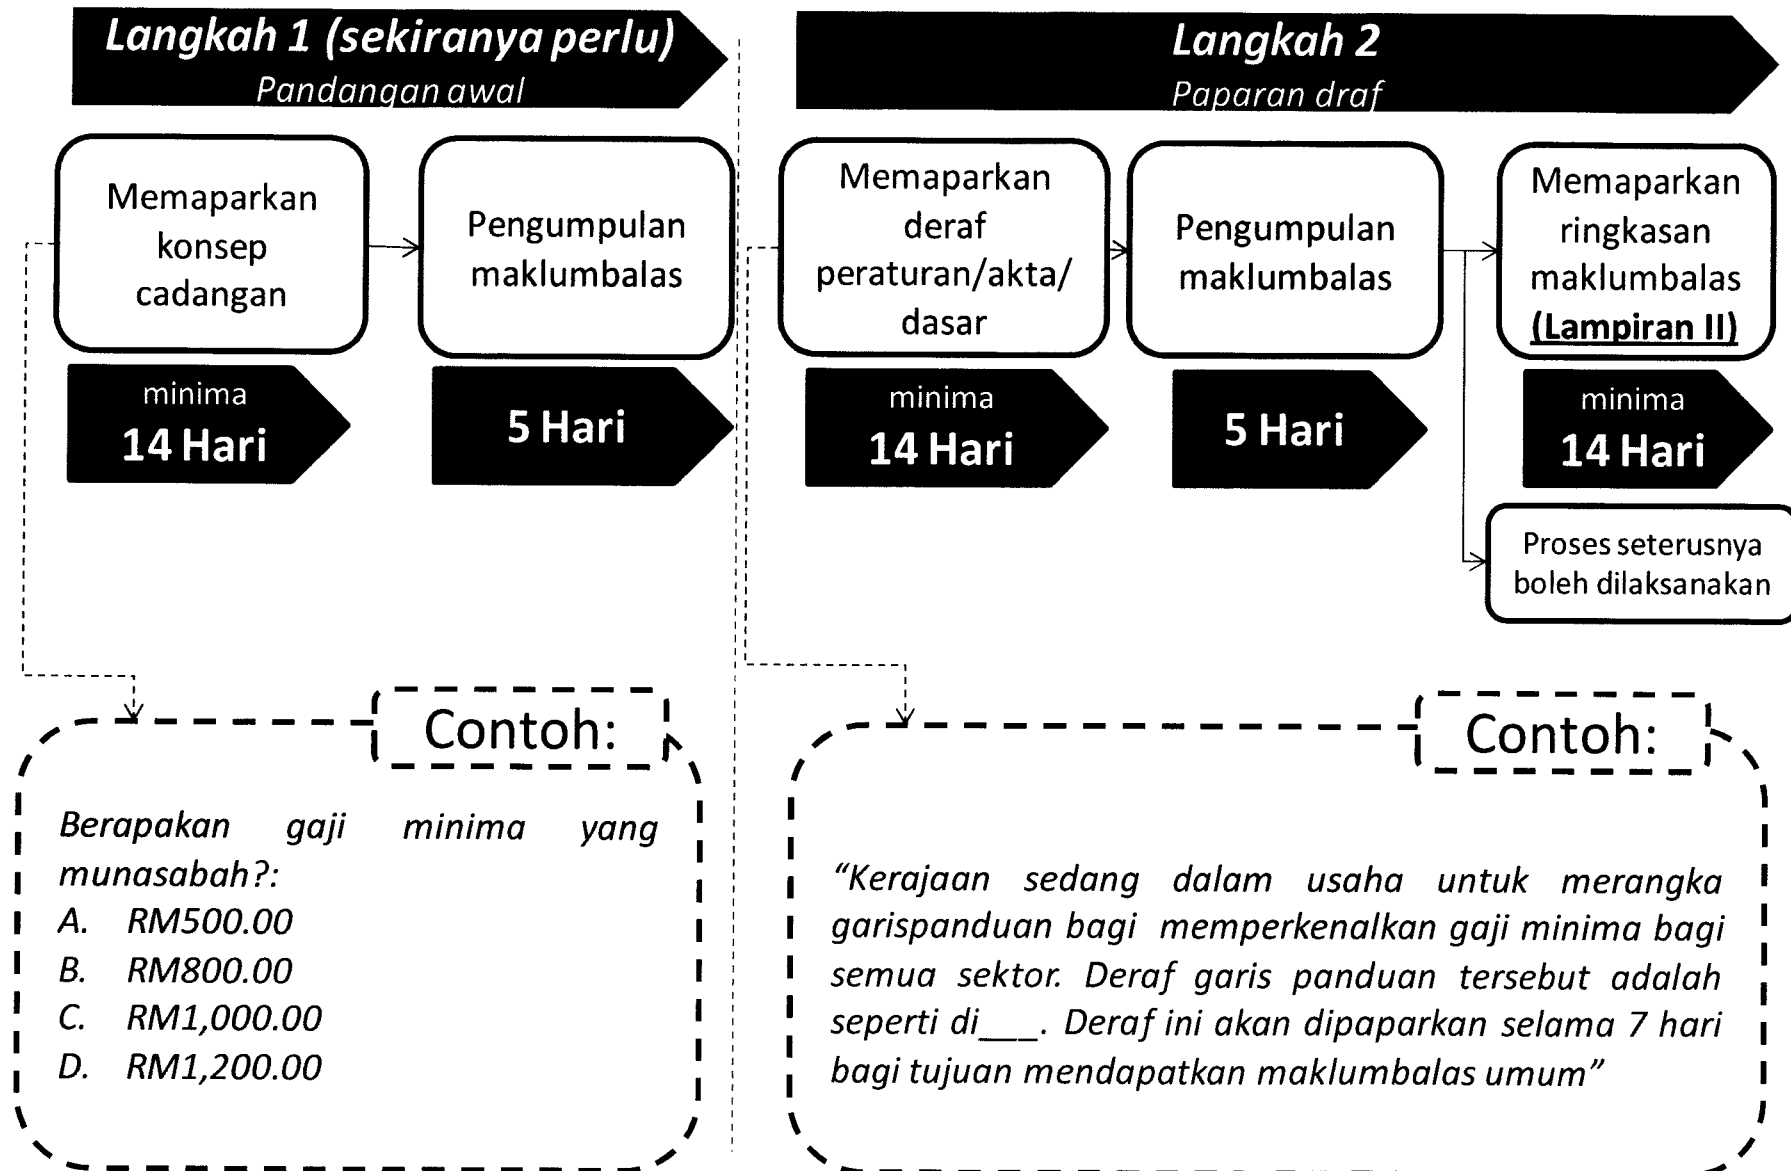 Langkah 1 (sekiranya perlu)
Pandangan awal
Langkah 2
Paparan draf
Memaparkan
konsep
cadangan
Pengumpulan
maklumbalas
Memaparkan
deraf
peraturan/akta/
dasar
Pengumpulan
maklumbalas
Memaparkan
ringkasan
maklumbalas
(Lampiran II)
minima
14 Hari
5 Hari
minima
14 Hari
5 Hari
minima
14 Hari
Proses seterusnya
boleh dilaksanakan
Contoh:
Berapakan gaji minima yang
munasabah?:
A. RM500.00
B. RM800.00
C. RM1,000.00
D. RM1,200.00
Contoh:
“Kerajaan sedang dalam usaha untuk merangka
garispanduan bagi memperkenalkan gaji minima bagi
semua sektor. Deraf garis panduan tersebut adalah
seperti di___. Deraf ini akan dipaparkan selama 7 hari
bagi tujuan mendapatkan maklumbalas umum”